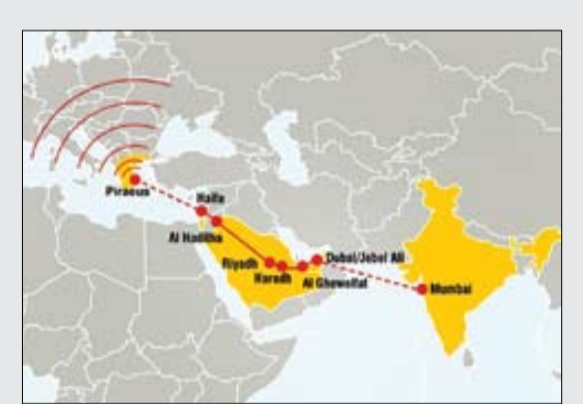 Piraeus
Haifa
Al Haditha
Riyadh
Haradh
Dubai/Jebel Ali
Al Ghewaifat
Mumbai